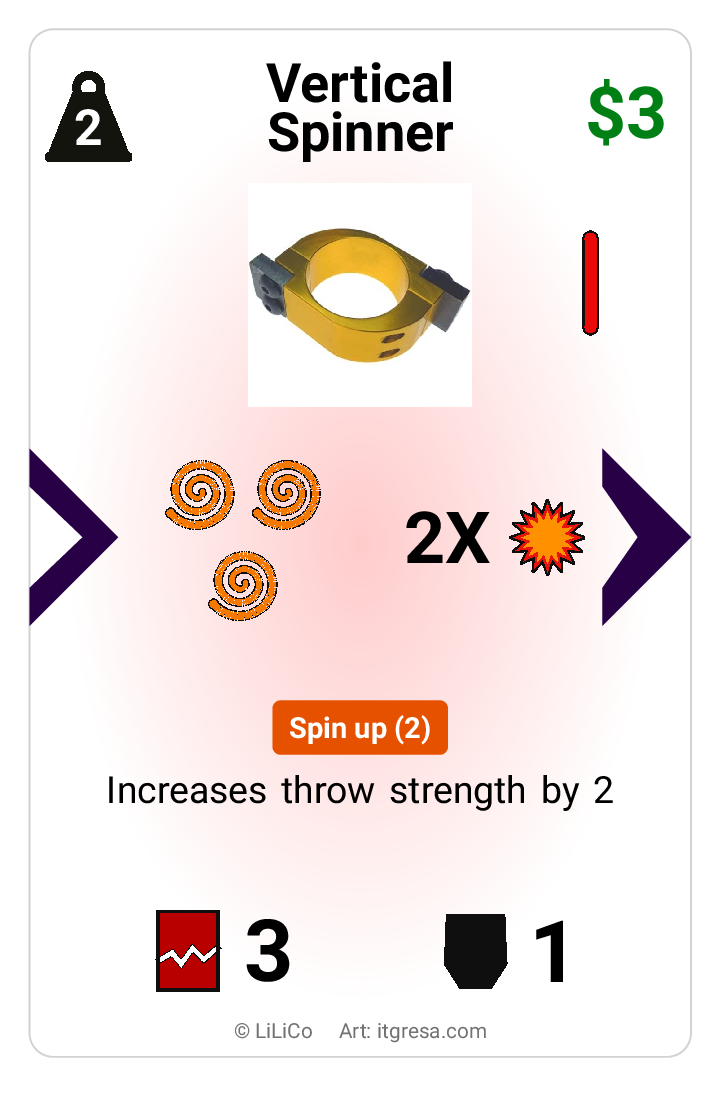 2
Vertical
Spinner
$3
2X
Spin up (2)
Increases throw strength by 2
3
1
© LiLiCo Art: itgresa.com